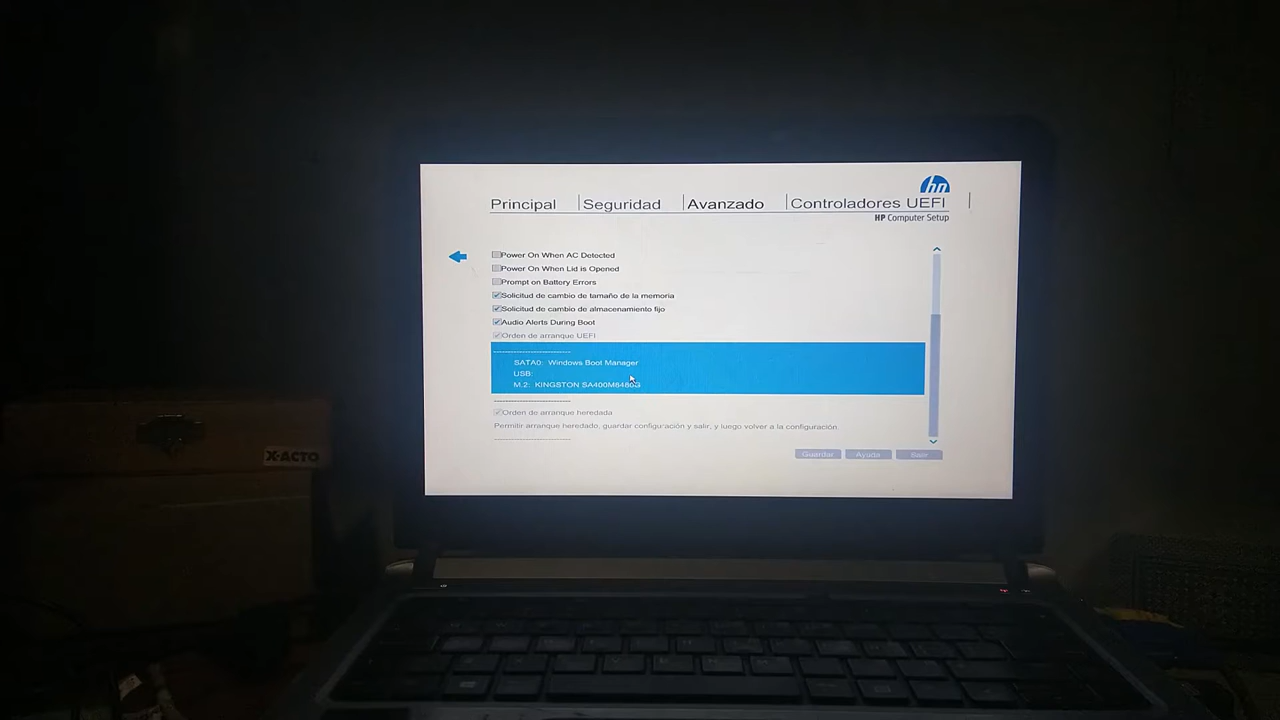 hp
Principal Seguridad Avanzado Controladores UEFI
HP Computer Setup
Power On When AC Detected
Power On When Lid is Opened
Prompt on Battery Errors
Solicitud de cambio de tamaño de la memoria
Solicitud de cambio de almacenamiento fijo
Audio Alerts During Boot
Orden de arranque UEFI
SATA0: Windows Boot Manager
USB:
M.2: KINGSTON SA400M8480G
Orden de arranque heredada
Permitir arranque heredado, guardar configuración y salir, y luego volver a la configuración.
Guardar Ayuda Salir
X-ACTO